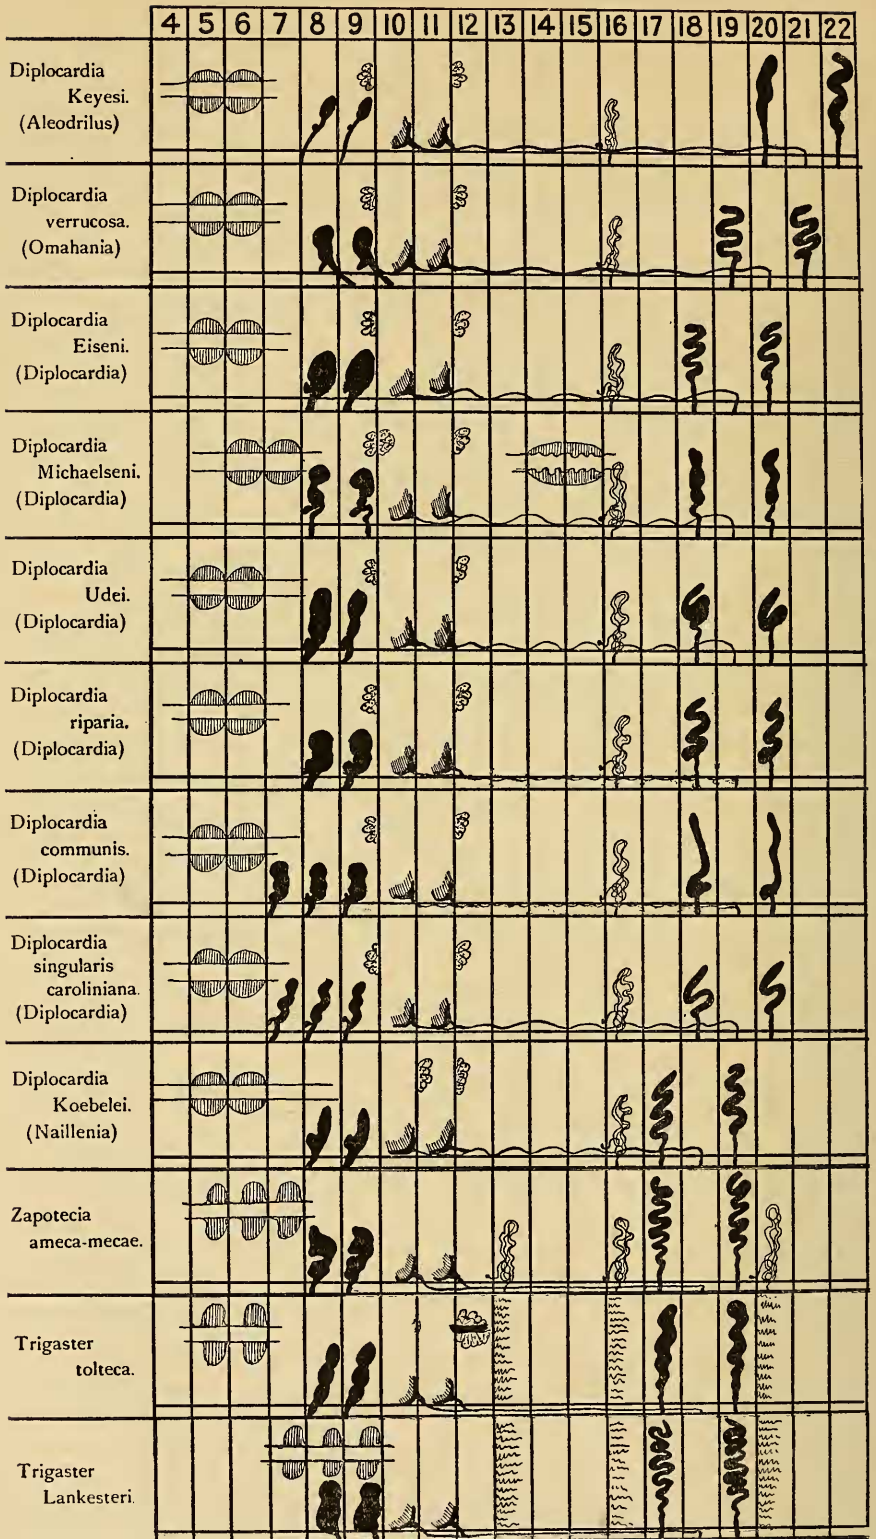 4 5 6 7 8 9 10 11 12 13 14 15 16 17 18 19 20 21 22
Diplocardia
Keyesi.
(Aleodrilus)
Diplocardia
verrucosa.
(Omahania)
Diplocardia
Eiseni.
(Diplocardia)
Diplocardia
Michaelseni.
(Diplocardia)
Diplocardia
Udei.
(Diplocardia)
Diplocardia
riparia.
(Diplocardia)
Diplocardia
communis.
(Diplocardia)
Diplocardia
singularis
caroliniana.
(Diplocardia)
Diplocardia
Koebelei.
(Naillenia)
Zapotecia
ameca-mecae.
Trigaster
tolteca.
Trigaster
Lankesteri.